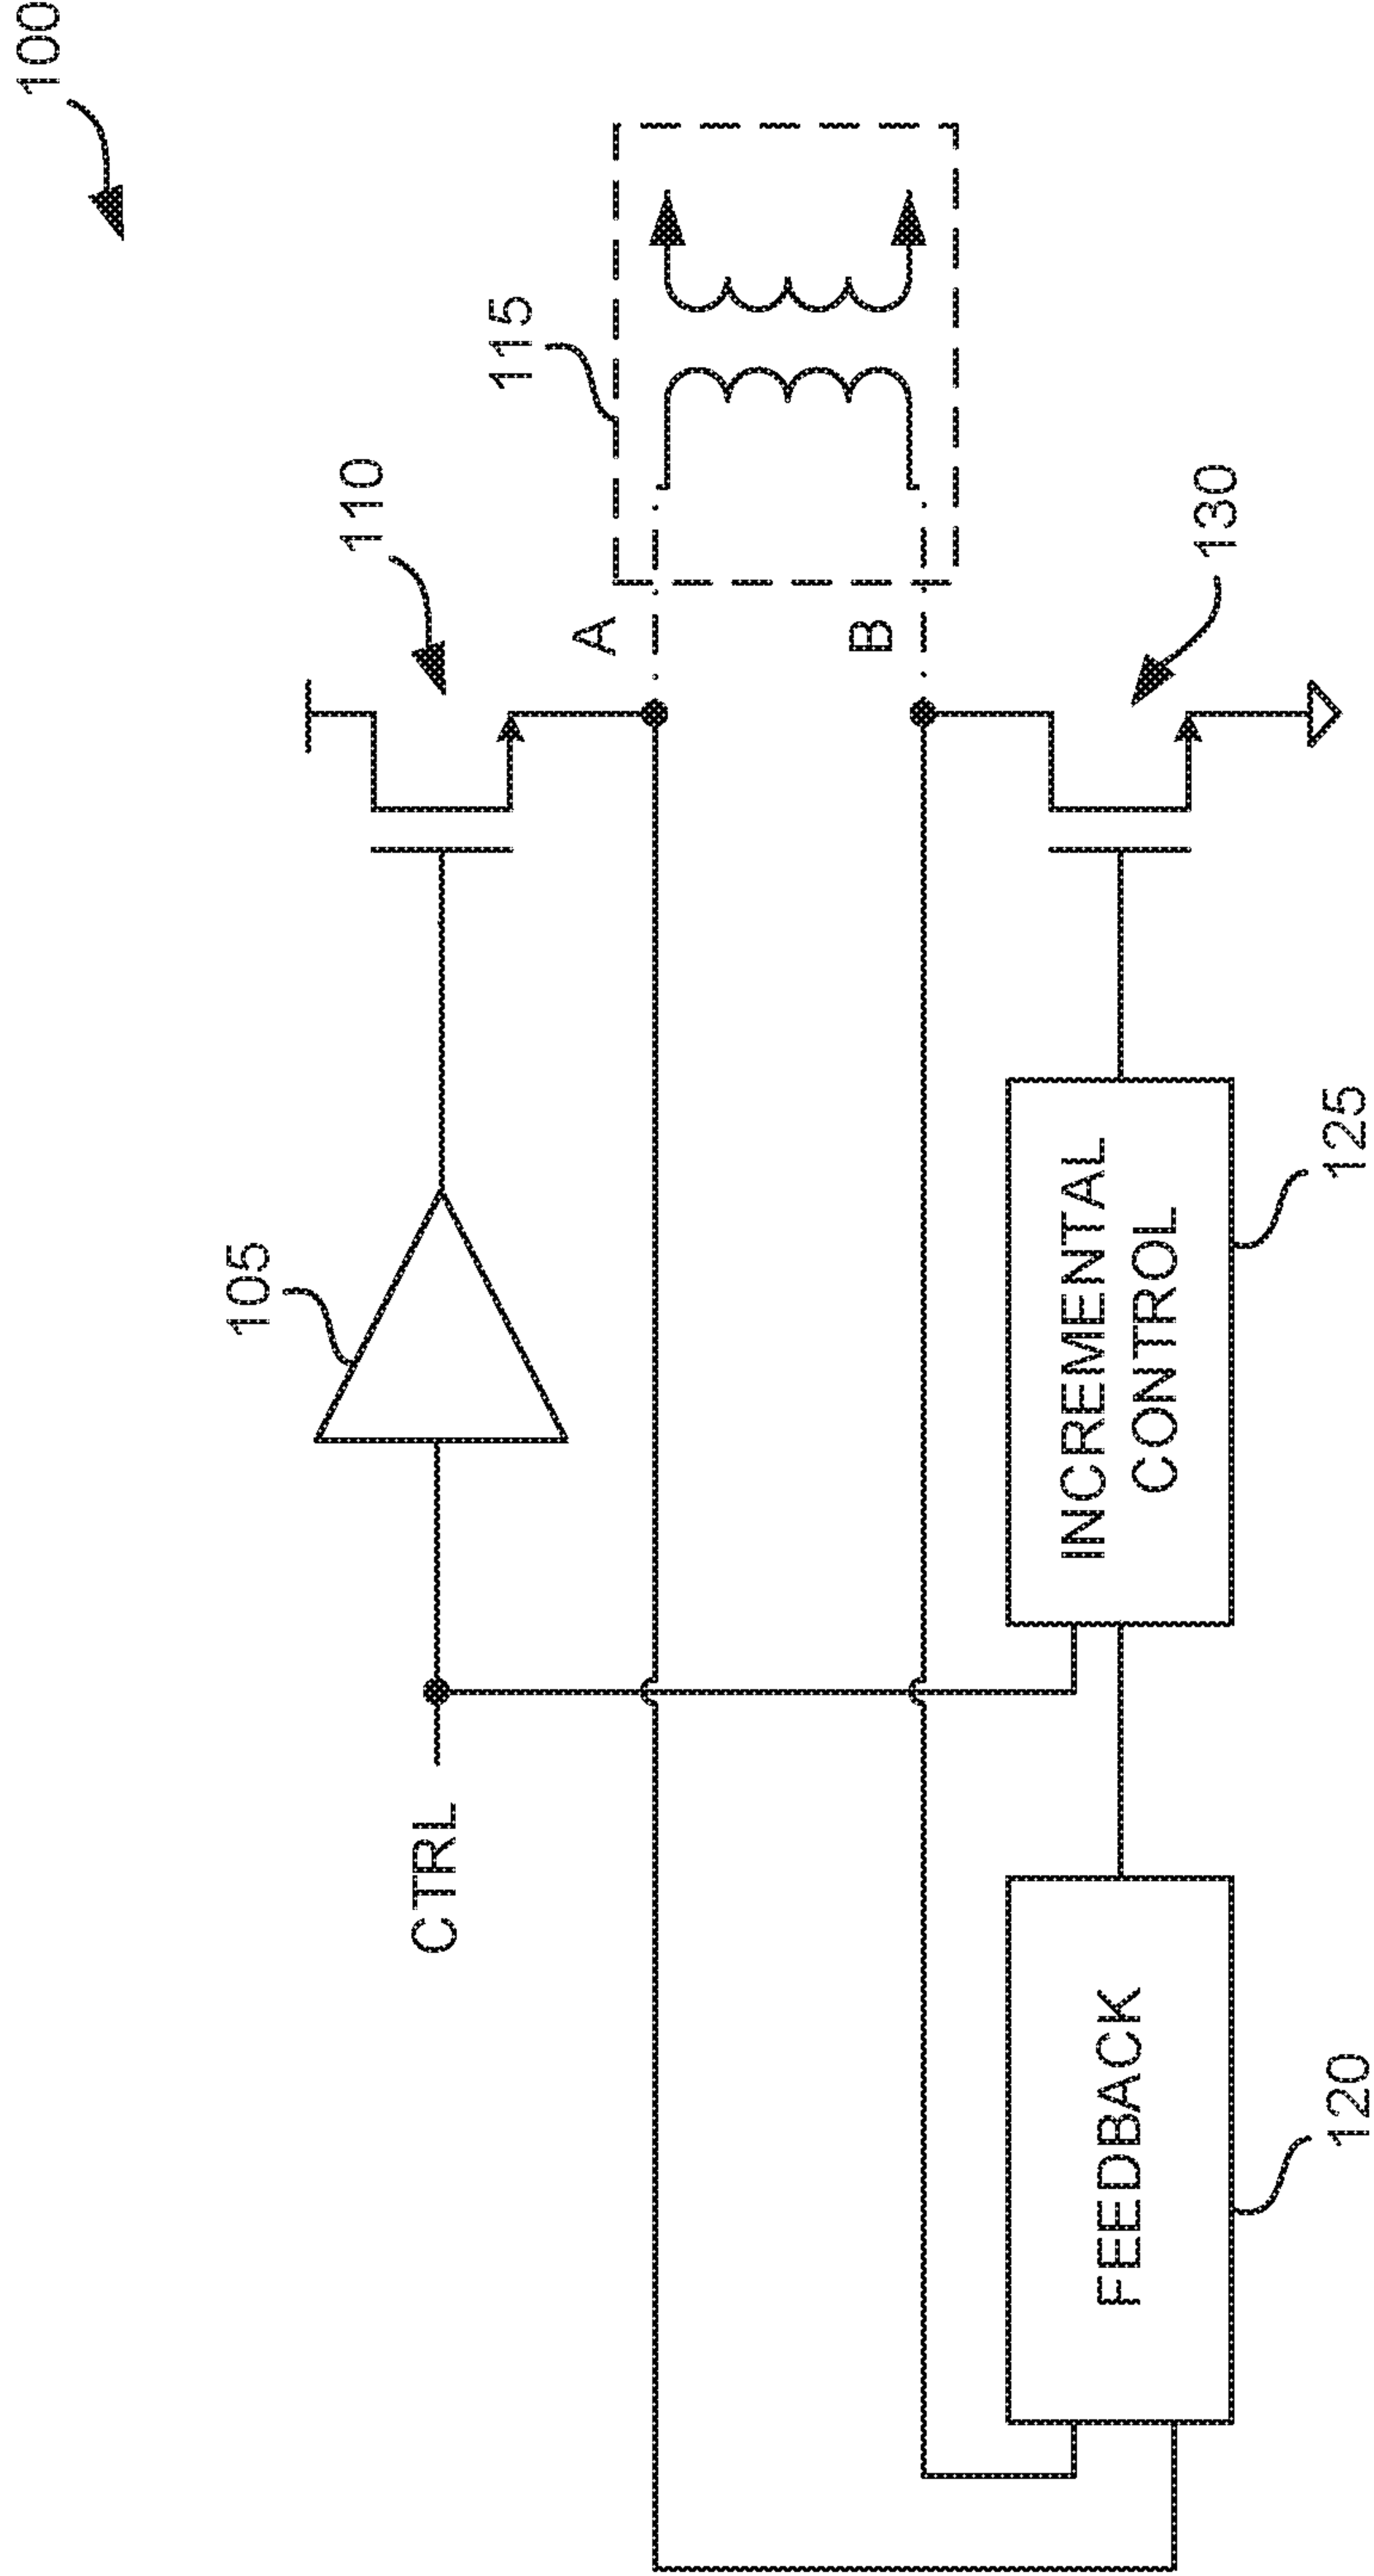 100
105
110
115
CTRL
A
B
FEEDBACK
INCREMENTAL
CONTROL
130
120
125